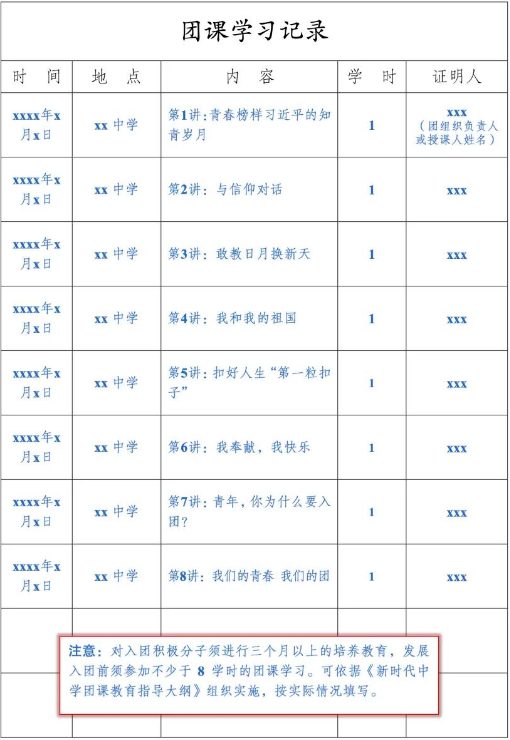 团课学习记录
时 间 地 点 内 容 学 时 证明人
xxxx年x
月x日
xx 中学
第1讲:青春榜样习近平的知
青岁月
1
xxx
（团组织负责人
或授课人姓名）
xxxx年x
月x日
xx 中学
第2讲：与信仰对话
1
xxx
xxxx年x
月x日
xx 中学
第3讲：敢教日月换新天
1
xxx
xxxx年x
月x日
xx 中学
第4讲：我和我的祖国
1
xxx
xxxx年x
月x日
xx 中学
第5讲：扣好人生“第一粒扣
子”
1
xxx
xxxx年x
月x日
xx 中学
第6讲：我奉献，我快乐
1
xxx
xxxx年x
月x日
xx 中学
第7讲：青年，你为什么要入
团？
1
xxx
xxxx年x
月x日
xx 中学
第8讲：我们的青春 我们的团
1
xxx
注意：对入团积极分子须进行三个月以上的培养教育，发展
入团前须参加不少于 8 学时的团课学习。可依据《新时代中
学团课教育指导大纲》组织实施，按实际情况填写。